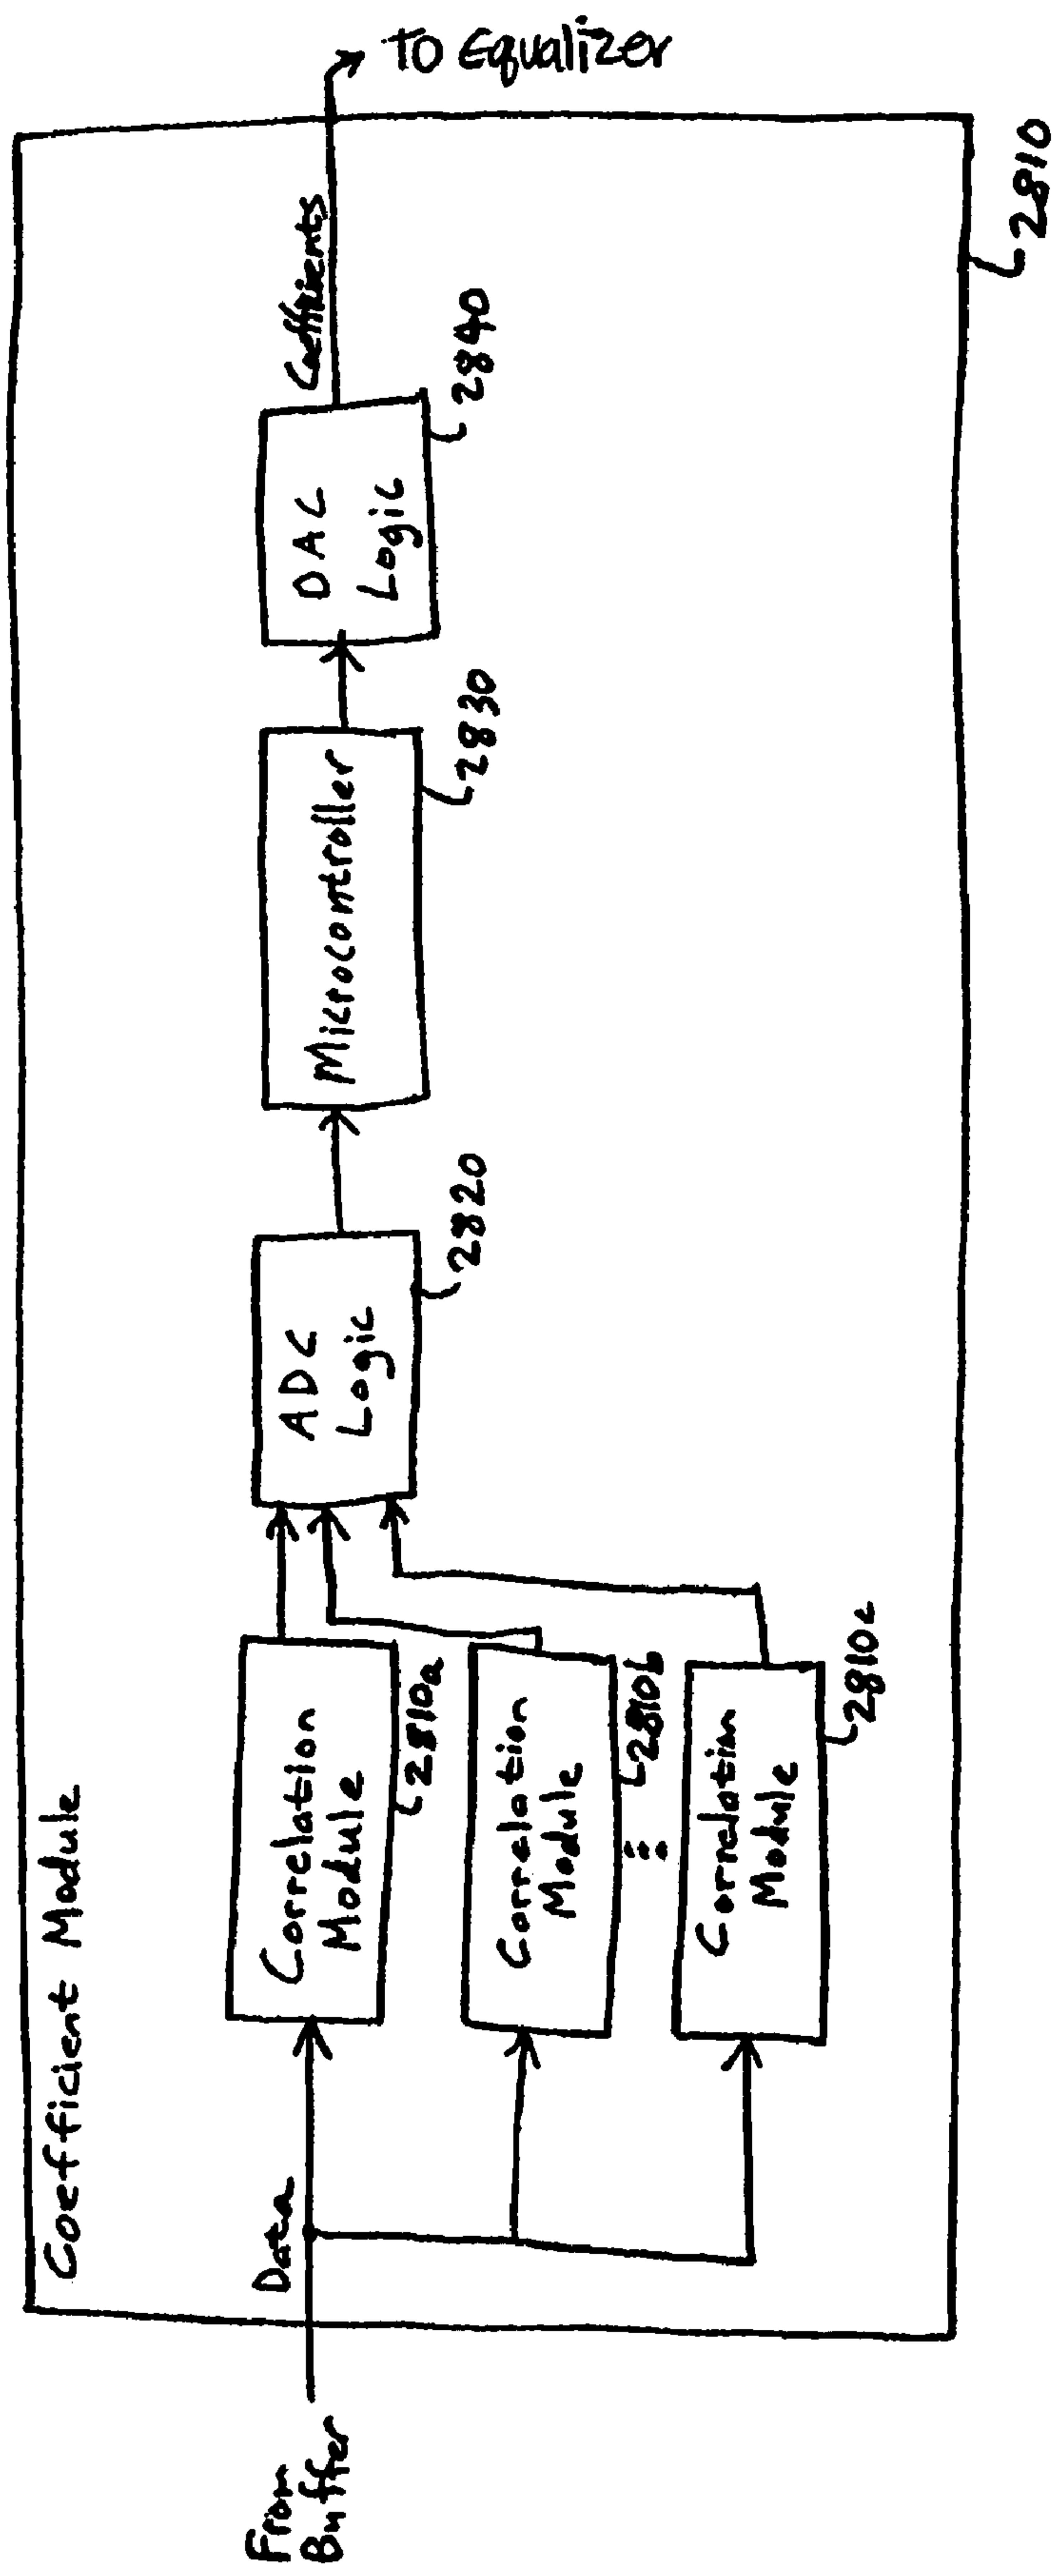 Coefficient Module
From
Buffer
Data
Correlation
Module
2810a
Correlation
Module
2810b
Correlation
Module
2810c
ADC
Logic
2820
Microcontroller
2830
DAC
Logic
2840
Coefficients
To Equalizer
2810